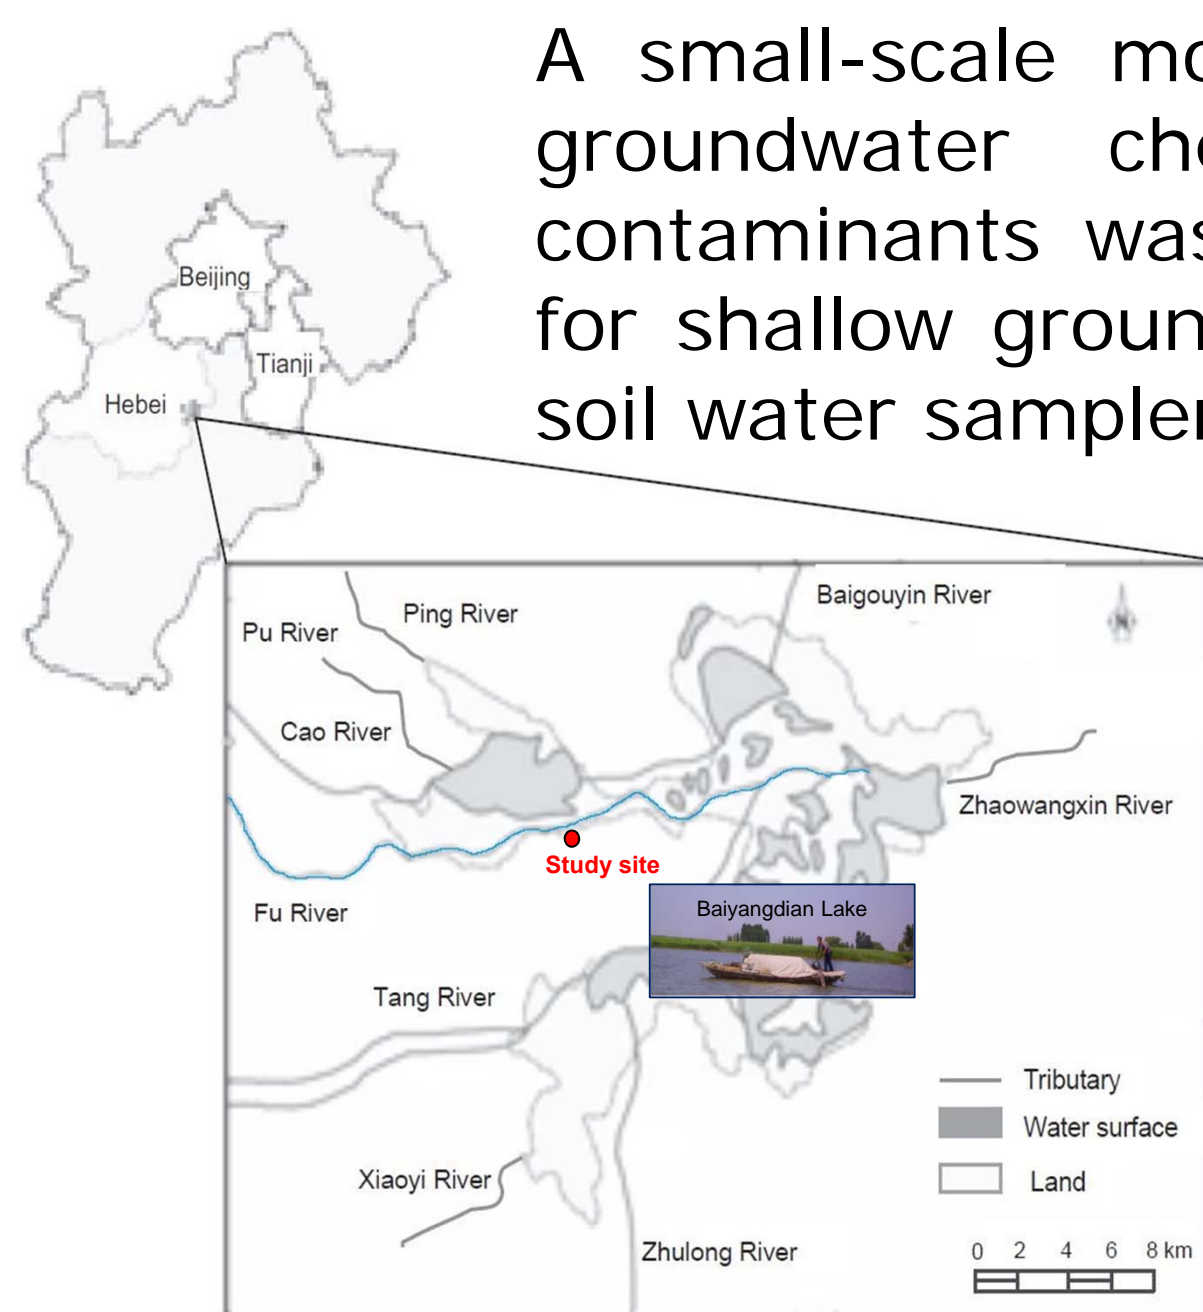 A small-scale mo
groundwater che
contaminants was
for shallow groun
soil water sampler
Beijing
Tianji
Hebei
Baigouyin River
Ping River
Pu River
N
Cao River
Zhaowangxin River
Study site
Fu River
Baiyangdian Lake
Tang River
Tributary
Water surface
Land
Xiaoyi River
Zhulong River
0 2 4 6 8 km